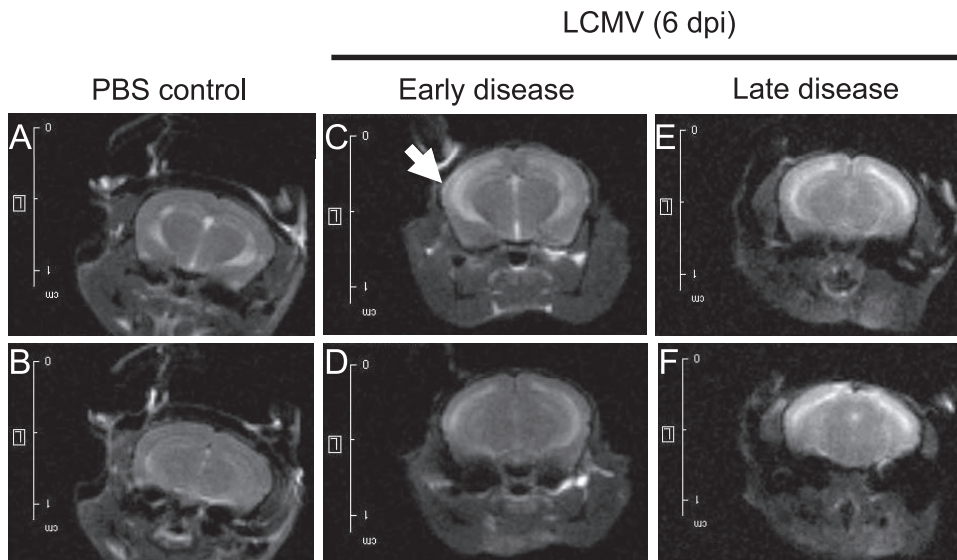 LCMV (6 dpi)
PBS control Early disease Late disease
A C E
0 0 0
1 1 1
cm cm cm
B D F
0 0 0
1 1 1
cm cm cm